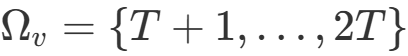 Ω_v = {T + 1, . . . , 2T}